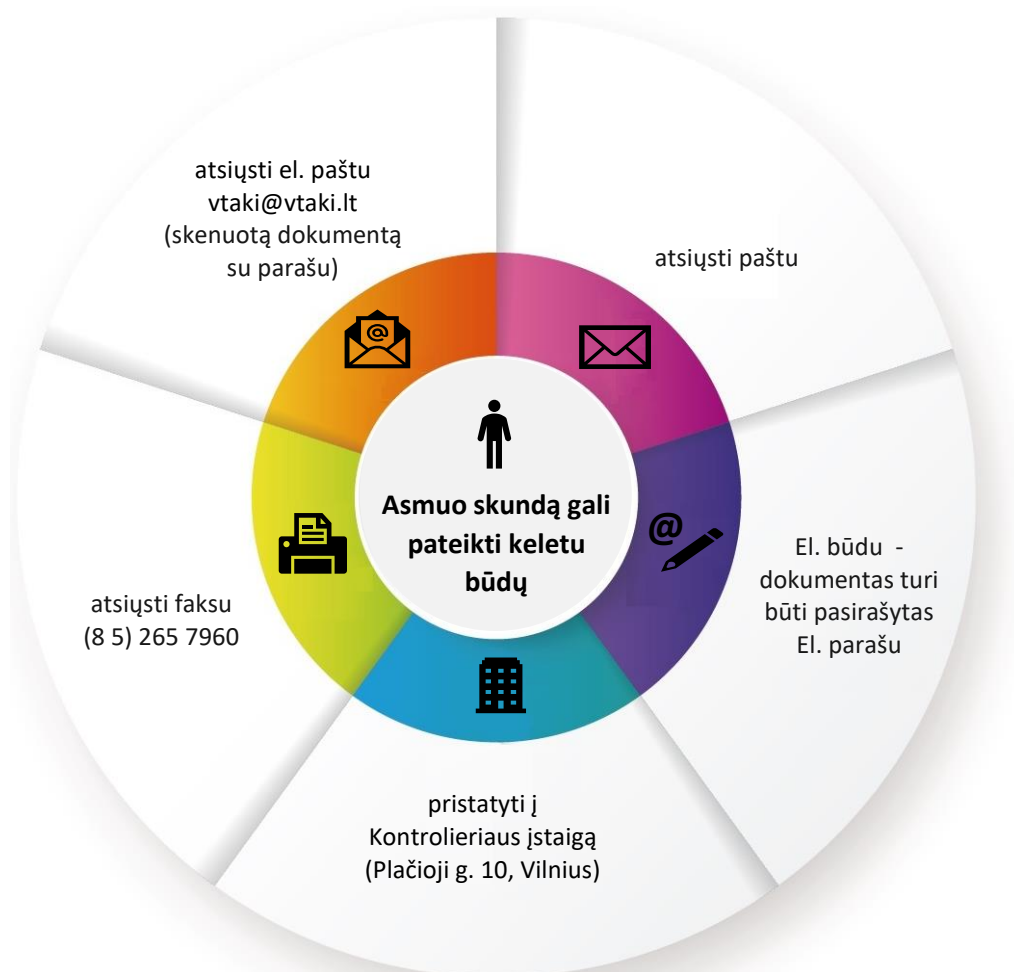 atsiųsti el. paštu
vtaki@vtaki.lt
(skenuotą dokumentą
su parašu)
atsiųsti paštu
Asmuo skundą gali
pateikti keletu
būdų
El. būdu -
dokumentas turi
būti pasirašytas
El. parašu
atsiųsti faksu
(8 5) 265 7960
pristatyti į
Kontrolieriaus įstaigą
(Plačioji g. 10, Vilnius)